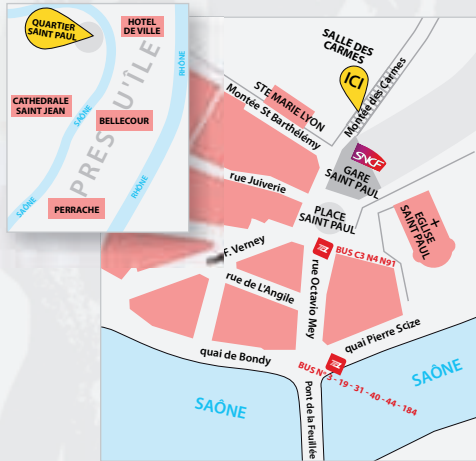 QUARTIER
SAINT PAUL
HOTEL
DE VILLE
PRESQU'ÎLE
RHÔNE
CATHEDRALE
SAINT JEAN
SAÔNE
BELLECOUR
SAÔNE
RHÔNE
PERRACHE
SALLE DES
CARMES
ICI
Montée des Carmes
STE MARIE LYON
Montée St Barthélémy
SNCF
GARE
SAINT PAUL
rue Juiverie
PLACE
SAINT PAUL
EGLISE
SAINT PAUL
F. Verney
BUS C3 N4 N91
rue de L'Angile
rue Octavio Mey
quai Pierre Scize
quai de Bondy
BUS N° 3 - 19 - 31 - 40 - 44 - 184
SAÔNE
SAÔNE
Pont de la Feuillée